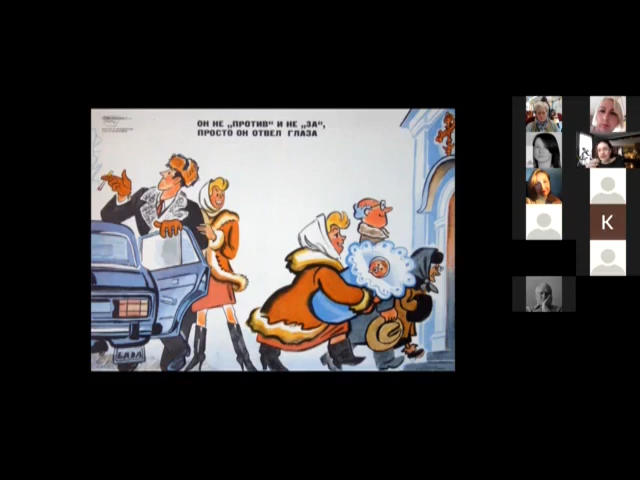 ОН НЕ „ПРОТИВ“ И НЕ „ЗА“,
ПРОСТО ОН ОТВЕЛ ГЛАЗА
K